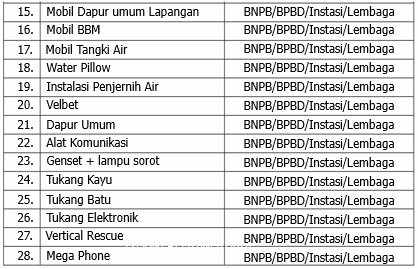 15. Mobil Dapur umum Lapangan BNPB/BPBD/Instasi/Lembaga
16. Mobil BBM BNPB/BPBD/Instasi/Lembaga
17. Mobil Tangki Air BNPB/BPBD/Instasi/Lembaga
18. Water Pillow BNPB/BPBD/Instasi/Lembaga
19. Instalasi Penjernih Air BNPB/BPBD/Instasi/Lembaga
20. Velbet BNPB/BPBD/Instasi/Lembaga
21. Dapur Umum BNPB/BPBD/Instasi/Lembaga
22. Alat Komunikasi BNPB/BPBD/Instasi/Lembaga
23. Genset + lampu sorot BNPB/BPBD/Instasi/Lembaga
24. Tukang Kayu BNPB/BPBD/Instasi/Lembaga
25. Tukang Batu BNPB/BPBD/Instasi/Lembaga
26. Tukang Elektronik BNPB/BPBD/Instasi/Lembaga
27. Vertical Rescue BNPB/BPBD/Instasi/Lembaga
28. Mega Phone BNPB/BPBD/Instasi/Lembaga